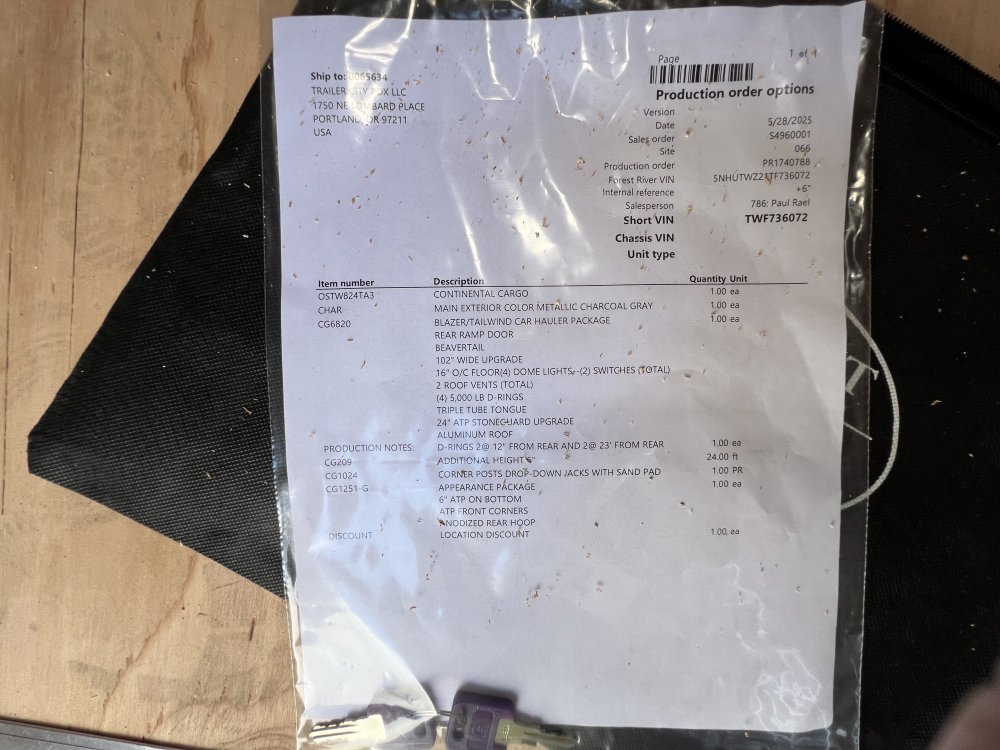 Page 1 of 1
Ship to: 0065634
TRAILER CITY PDX LLC
1750 NE LOMBARD PLACE
PORTLAND, OR 97211
USA
Production order options
Version
Date 5/28/2025
Sales order S4960001
Site 066
Production order PR1740788
Forest River VIN 5NHUTWZ21TF736072
Internal reference +6"
Salesperson 786: Paul Rael
Short VIN TWF736072
Chassis VIN
Unit type
Item number Description Quantity Unit
OSTW824TA3 CONTINENTAL CARGO 1.00 ea
CHAR MAIN EXTERIOR COLOR METALLIC CHARCOAL GRAY 1.00 ea
CG6820 BLAZER/TAILWIND CAR HAULER PACKAGE 1.00 ea
REAR RAMP DOOR
BEAVERTAIL
102" WIDE UPGRADE
16" O/C FLOOR(4) DOME LIGHTS--(2) SWITCHES (TOTAL)
2 ROOF VENTS (TOTAL)
(4) 5,000 LB D-RINGS
TRIPLE TUBE TONGUE
24" ATP STONEGUARD UPGRADE
ALUMINUM ROOF
PRODUCTION NOTES: D-RINGS 2@ 12" FROM REAR AND 2@ 23' FROM REAR 1.00 ea
CG209 ADDITIONAL HEIGHT 6" 24.00 ft
CG1024 CORNER POSTS DROP-DOWN JACKS WITH SAND PAD 1.00 PR
CG1251-G APPEARANCE PACKAGE 1.00 ea
6" ATP ON BOTTOM
ATP FRONT CORNERS
ANODIZED REAR HOOP
DISCOUNT LOCATION DISCOUNT 1.00 ea